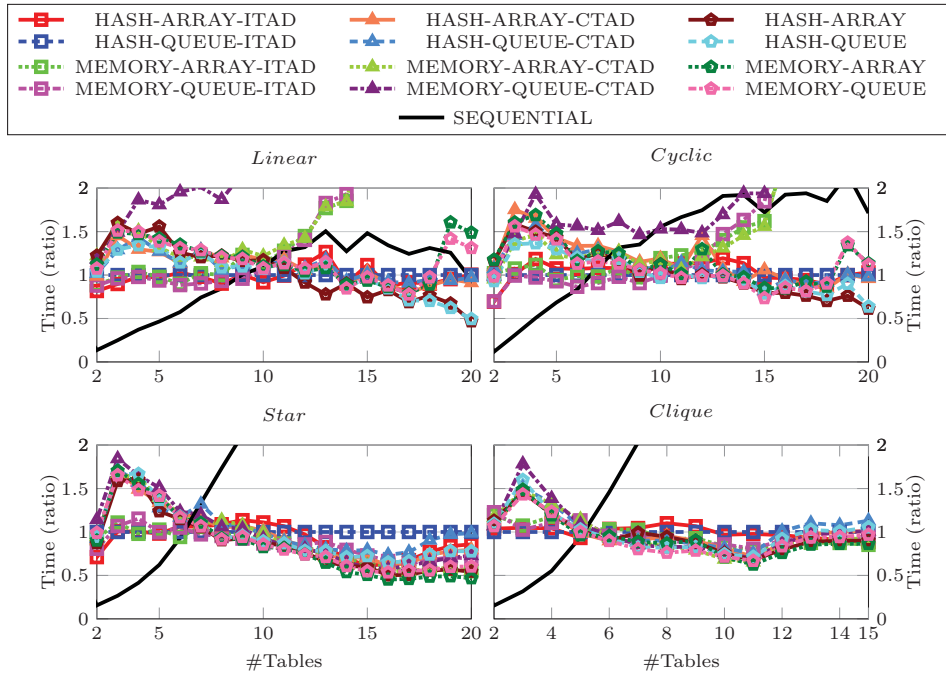 HASH-ARRAY-ITAD HASH-ARRAY-CTAD HASH-ARRAY
HASH-QUEUE-ITAD HASH-QUEUE-CTAD HASH-QUEUE
MEMORY-ARRAY-ITAD MEMORY-ARRAY-CTAD MEMORY-ARRAY
MEMORY-QUEUE-ITAD MEMORY-QUEUE-CTAD MEMORY-QUEUE
SEQUENTIAL
Linear
Cyclic
Time (ratio)
2
1.5
1
0.5
0
2 5 10 15 20
2
1.5
1
0.5
0
2 5 10 15 20
Time (ratio)
Star
Clique
Time (ratio)
2
1.5
1
0.5
0
2 5 10 15 20
#Tables
2
1.5
1
0.5
0
2 4 6 8 10 12 14 15
#Tables
Time (ratio)